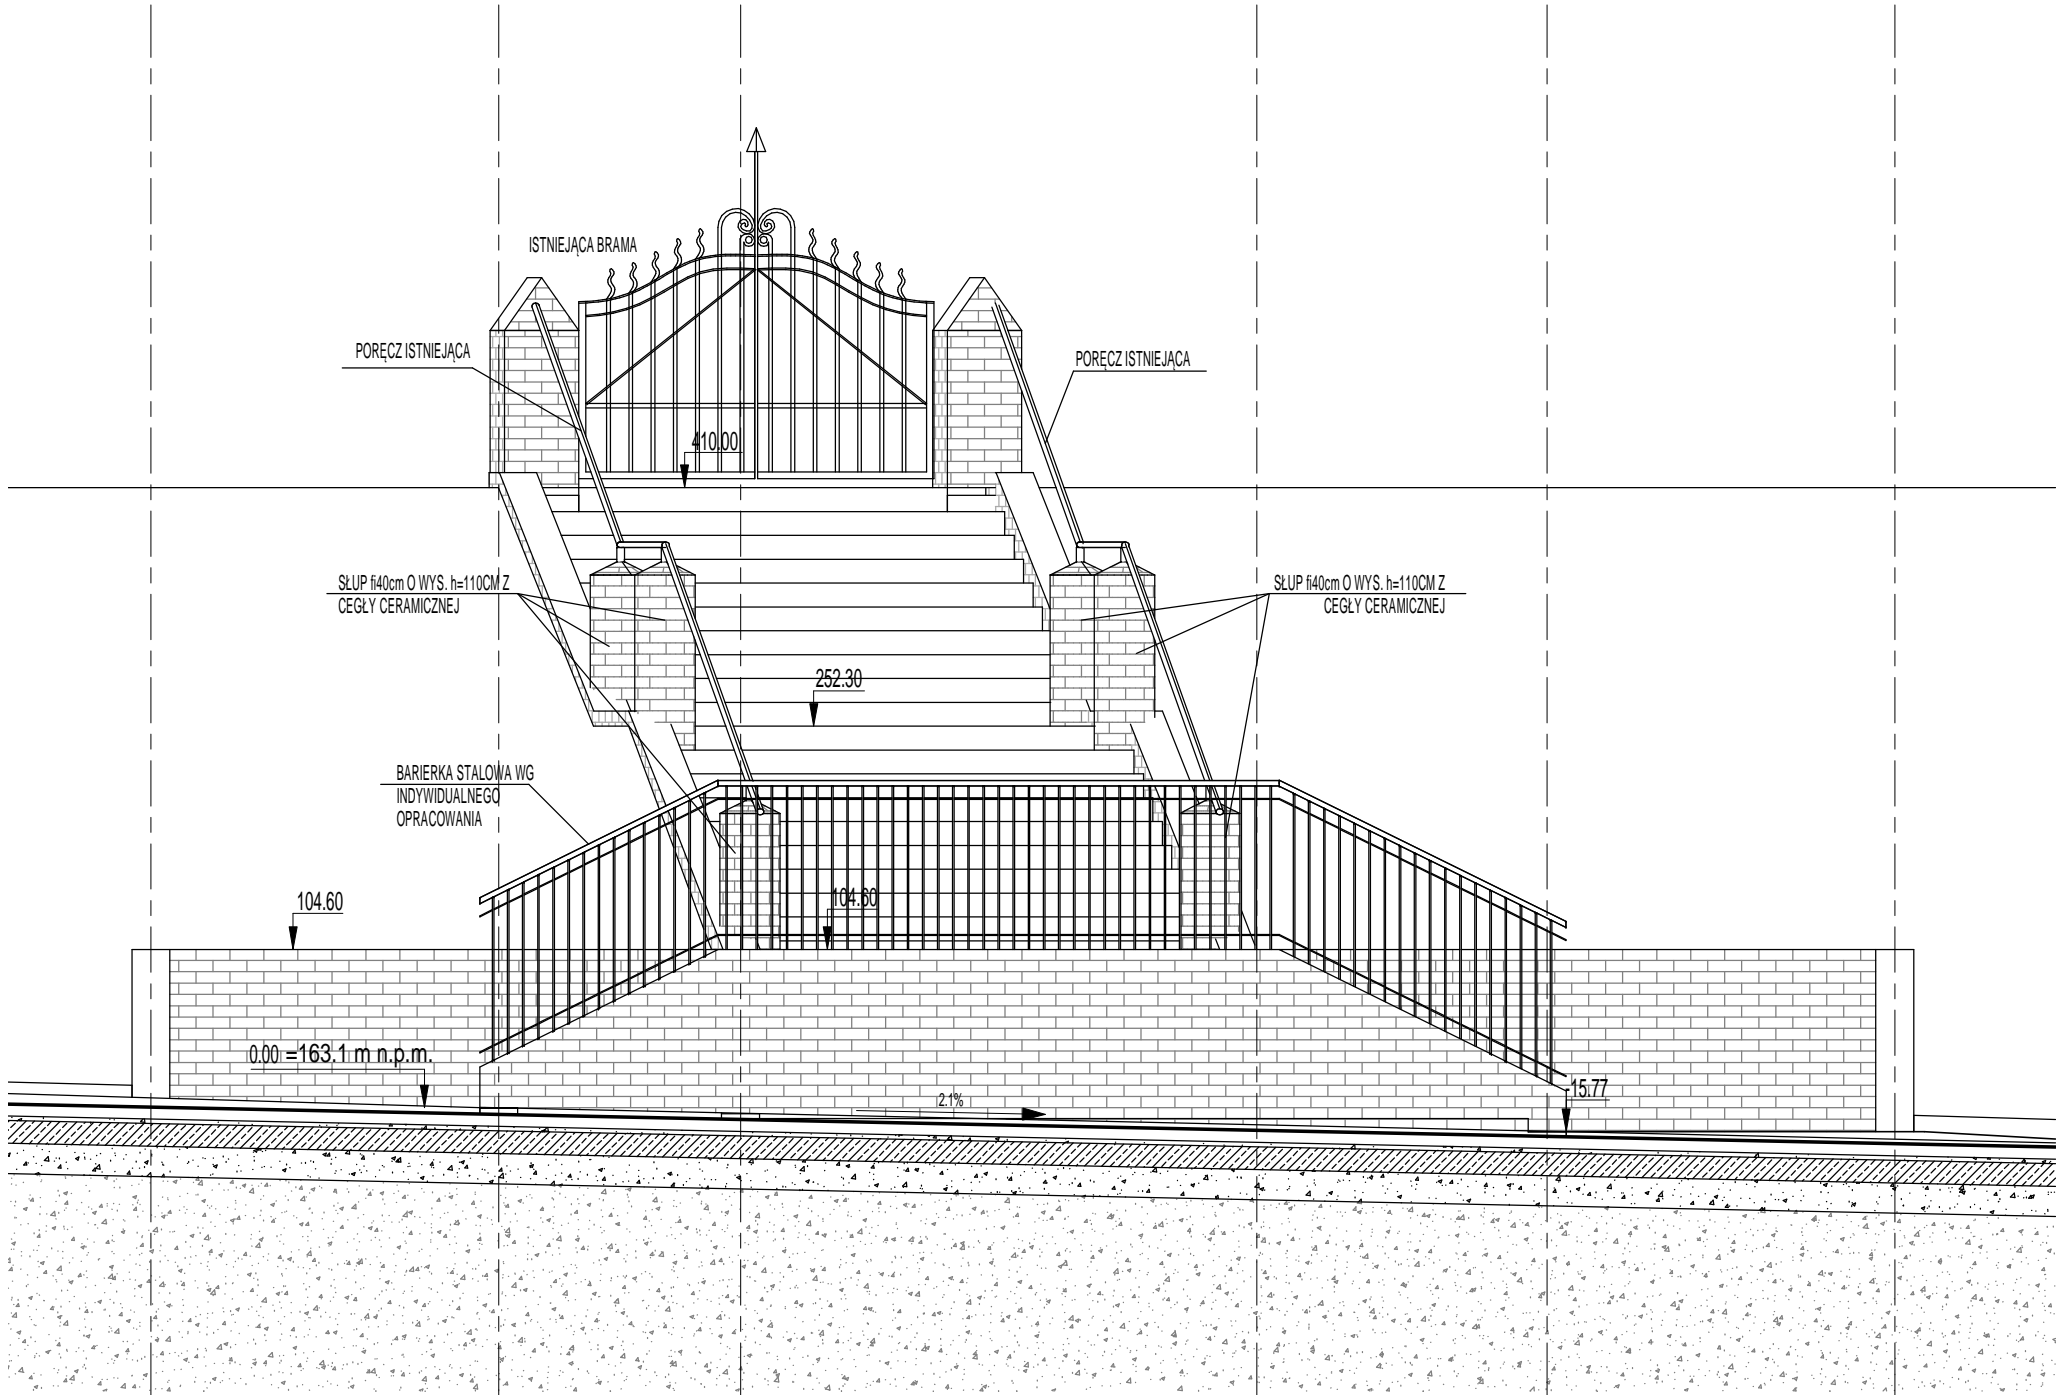 ISTNIEJĄCA BRAMA
PORĘCZ ISTNIEJĄCA
PORĘCZ ISTNIEJĄCA
410.00
SŁUP fi40cm O WYS. h=110CM Z
CEGŁY CERAMICZNEJ
SŁUP fi40cm O WYS. h=110CM Z
CEGŁY CERAMICZNEJ
252.30
BARIERKA STALOWA WG
INDYWIDUALNEGO
OPRACOWANIA
104.60
104.60
0.00 =163.1 m n.p.m.
2.1%
-15.77